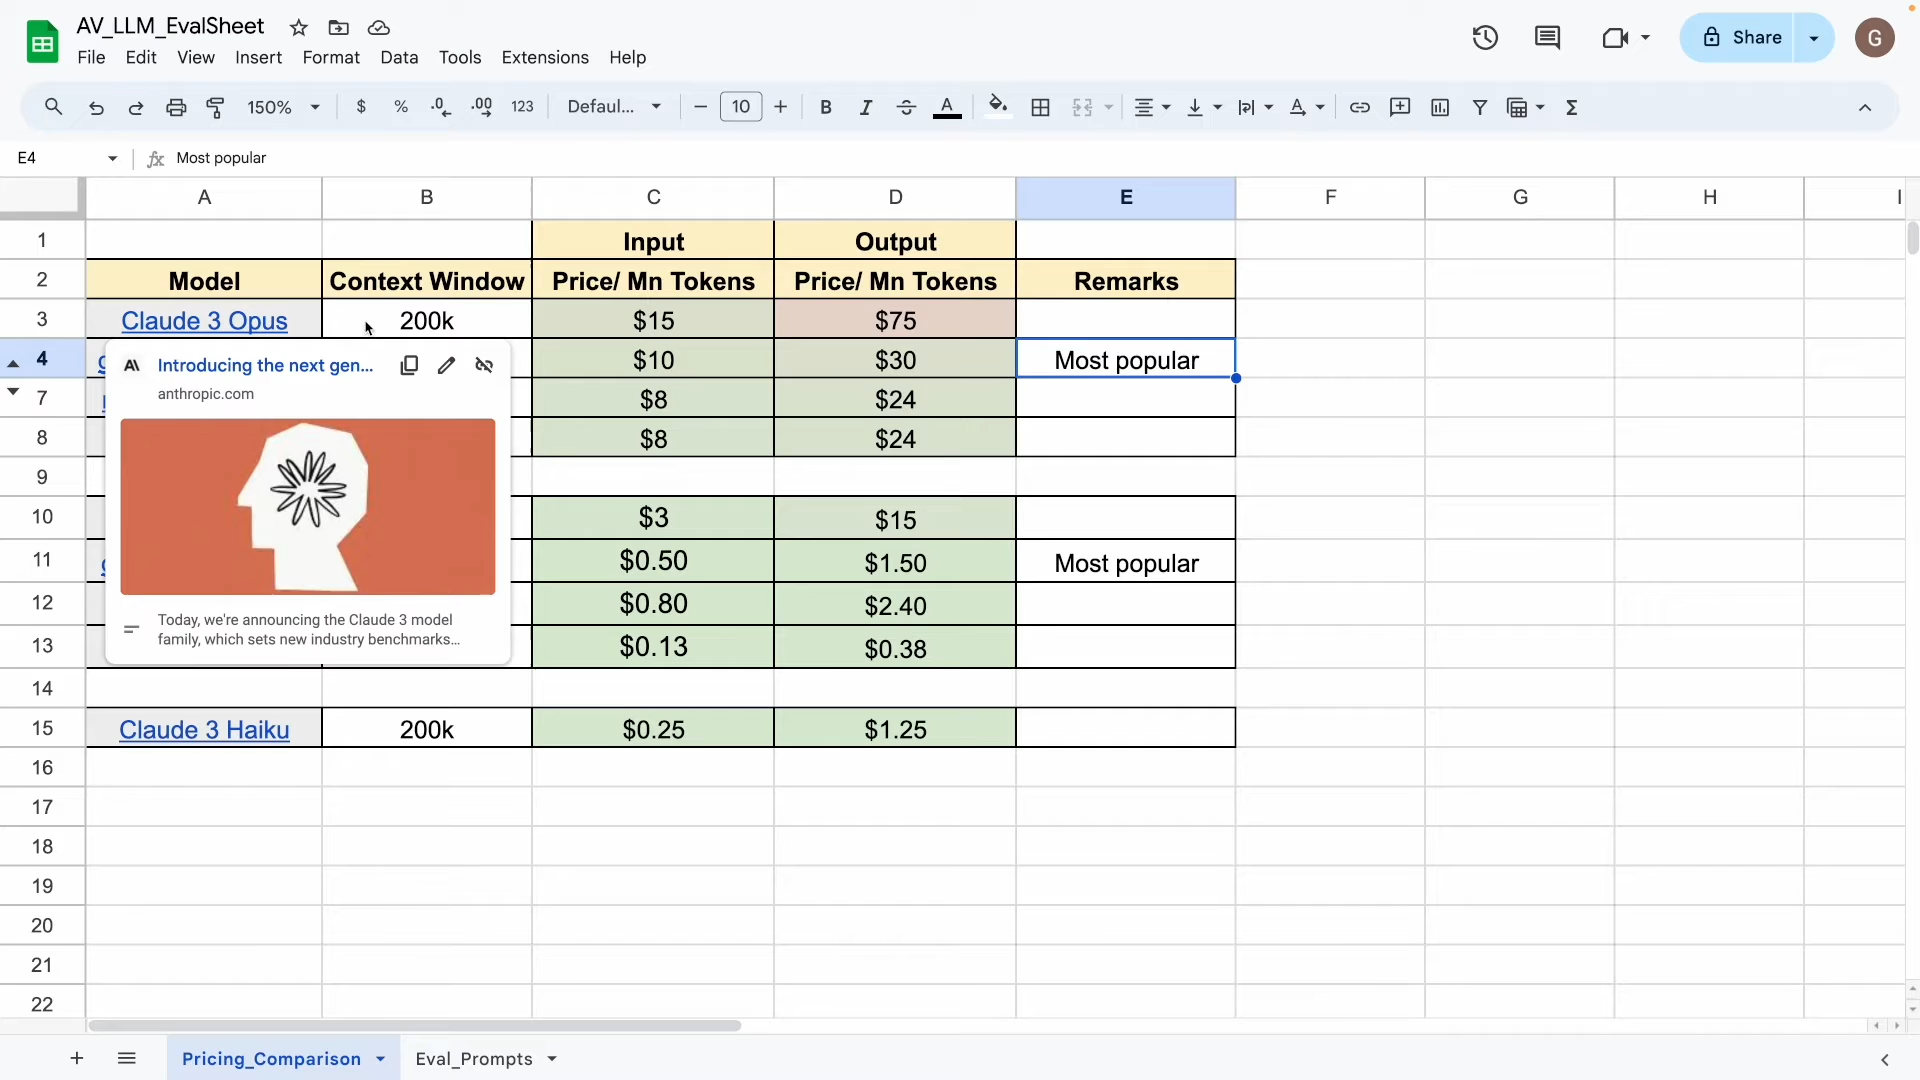 AV_LLM_EvalSheet
File Edit View Insert Format Data Tools Extensions Help
Share
G
150% $ % .0 .00 123 Defaul... 10 B I A
E4 fx Most popular
A B C D E F G H I
1 Input Output
2 Model Context Window Price/ Mn Tokens Price/ Mn Tokens Remarks
3 Claude 3 Opus 200k $15 $75
4 $10 $30 Most popular
7 $8 $24
8 $8 $24
9
10 $3 $15
11 $0.50 $1.50 Most popular
12 $0.80 $2.40
13 $0.13 $0.38
14
15 Claude 3 Haiku 200k $0.25 $1.25
16
17
18
19
20
21
22
Introducing the next gen...
anthropic.com
Today, we're announcing the Claude 3 model
family, which sets new industry benchmarks...
Pricing_Comparison Eval_Prompts